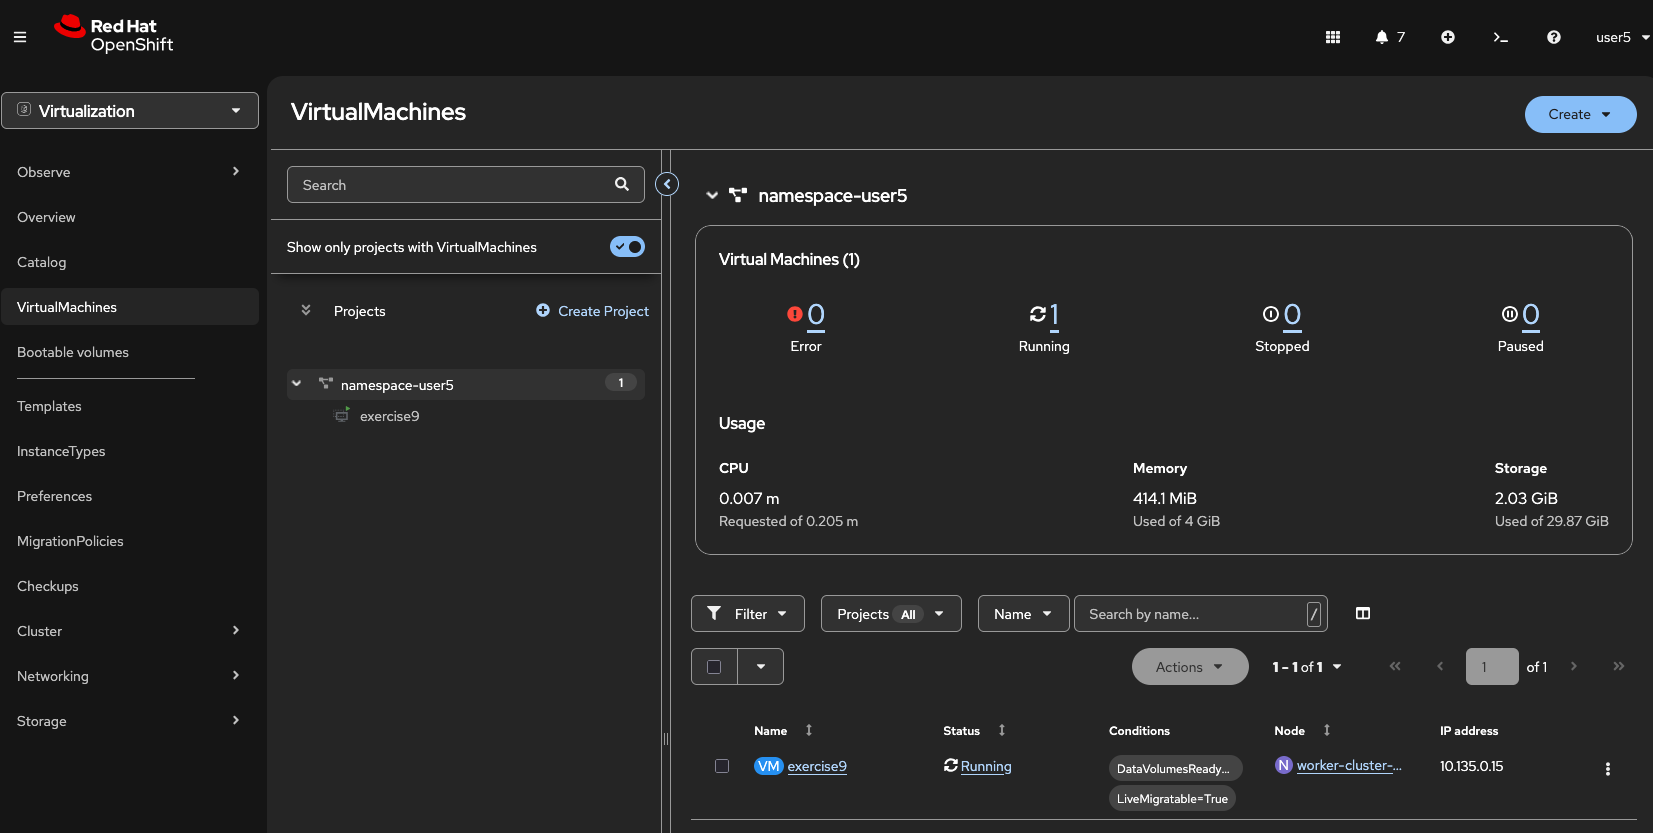 Red Hat
OpenShift
7
user5
Virtualization
Observe
Overview
Catalog
VirtualMachines
Bootable volumes
Templates
InstanceTypes
Preferences
MigrationPolicies
Checkups
Cluster
Networking
Storage
VirtualMachines
Create
Search
Show only projects with VirtualMachines
Projects
Create Project
namespace-user5
1
exercise9
namespace-user5
Virtual Machines (1)
0
Error
1
Running
0
Stopped
0
Paused
Usage
CPU
0.007 m
Requested of 0.205 m
Memory
414.1 MiB
Used of 4 GiB
Storage
2.03 GiB
Used of 29.87 GiB
Filter
Projects All
Name
Search by name...
/
Actions
1 - 1 of 1
1
of 1
Name
Status
Conditions
Node
IP address
VM exercise9
Running
DataVolumesReady...
LiveMigratable=True
N worker-cluster-...
10.135.0.15